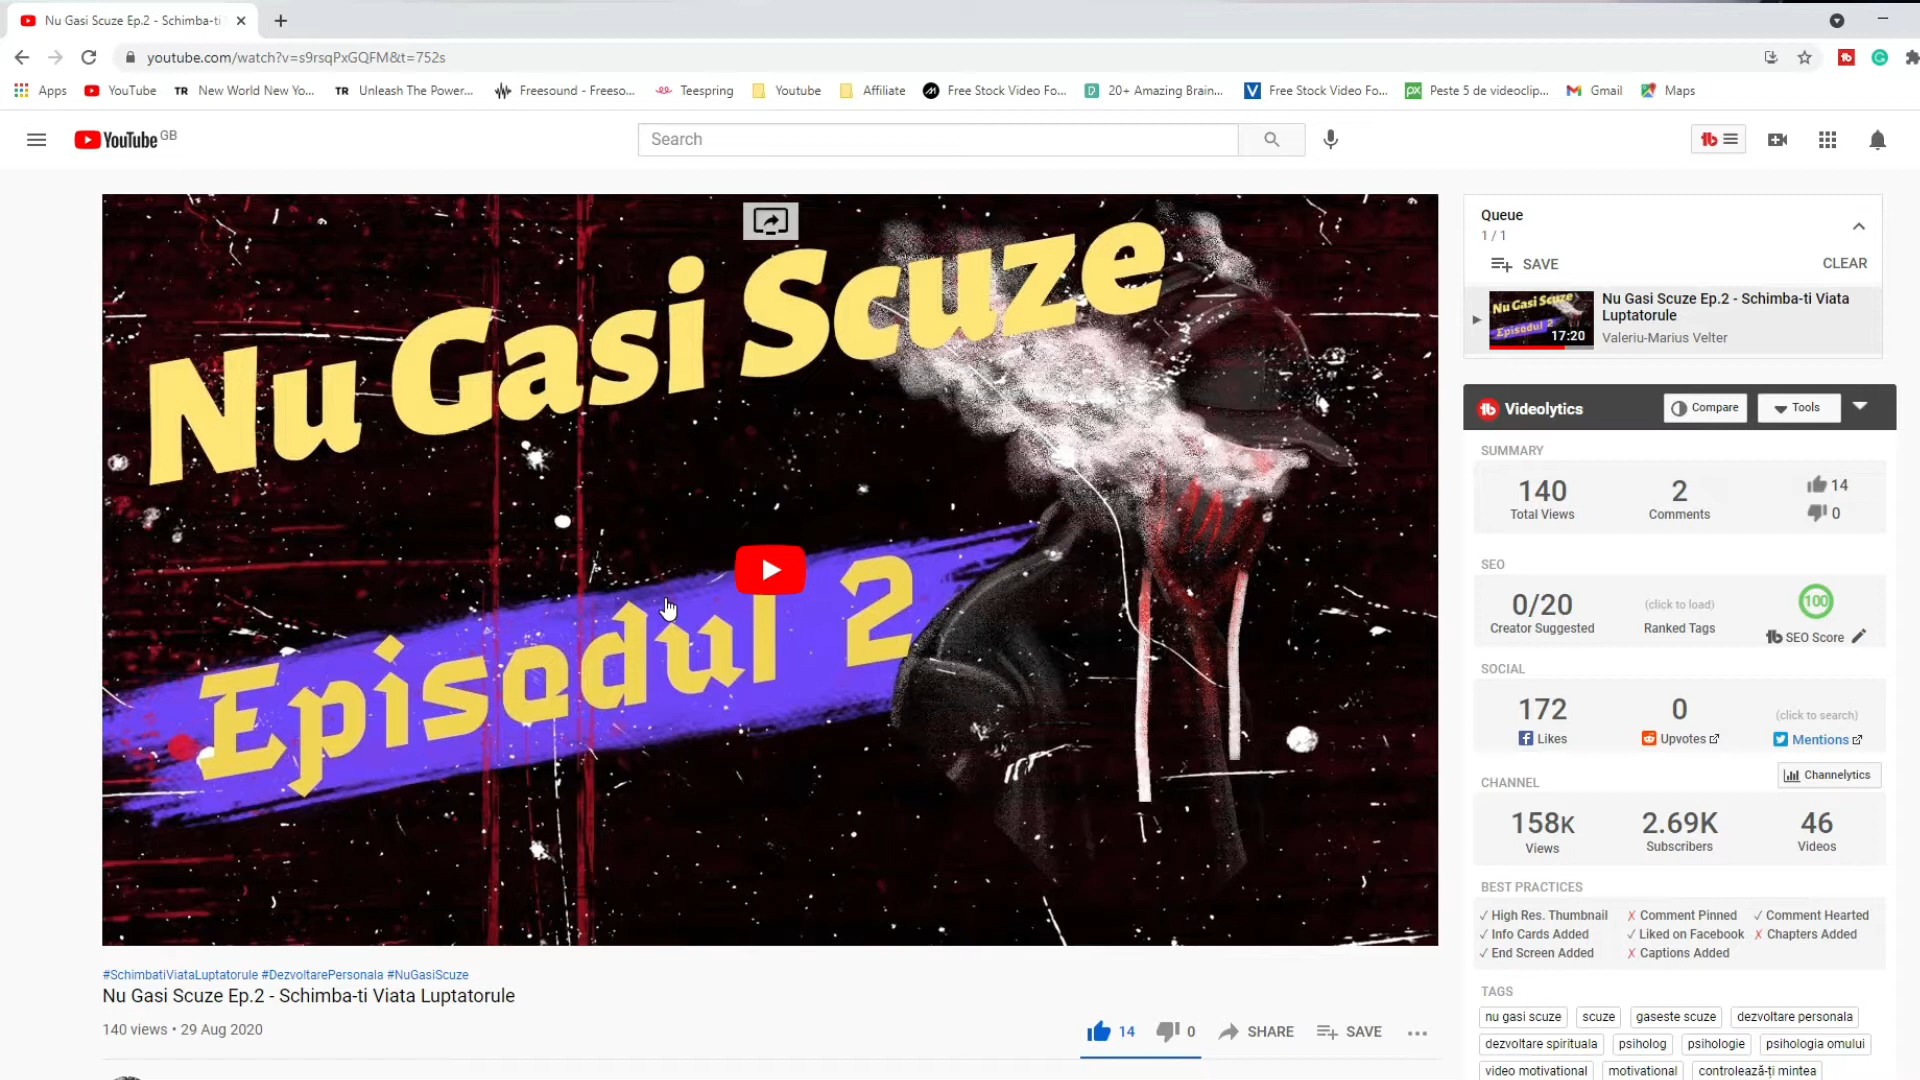 Nu Gasi Scuze Ep.2 - Schimba-ti
youtube.com/watch?v=s9rsqPxGQFM&t=752s
Apps YouTube TR New World New Yo... TR Unleash The Power... Freesound - Freeso... Teespring Youtube Affiliate Free Stock Video Fo... 20+ Amazing Brain... Free Stock Video Fo... Peste 5 de videoclip... Gmail Maps
YouTube GB
Search
Nu Gasi Scuze
Episodul 2
#SchimbatiViataLuptatorule #DezvoltarePersonala #NuGasiScuze
Nu Gasi Scuze Ep.2 - Schimba-ti Viata Luptatorule
140 views • 29 Aug 2020
14 0 SHARE SAVE
Queue
1 / 1
SAVE CLEAR
Nu Gasi Scuze
Episodul 2
17:20
Nu Gasi Scuze Ep.2 - Schimba-ti Viata
Luptatorule
Valeriu-Marius Velter
Videolytics Compare Tools
SUMMARY
140 2 14
Total Views Comments 0
SEO
0/20 (click to load) 100
Creator Suggested Ranked Tags SEO Score
SOCIAL
172 0 (click to search)
Likes Upvotes Mentions
CHANNEL Channelytics
158K 2.69K 46
Views Subscribers Videos
BEST PRACTICES
✓ High Res. Thumbnail ✗ Comment Pinned ✓ Comment Hearted
✓ Info Cards Added ✓ Liked on Facebook ✗ Chapters Added
✓ End Screen Added ✗ Captions Added
TAGS
nu gasi scuze scuze gaseste scuze dezvoltare personala
dezvoltare spirituala psiholog psihologie psihologia omului
video motivational motivational controlează-ți mintea